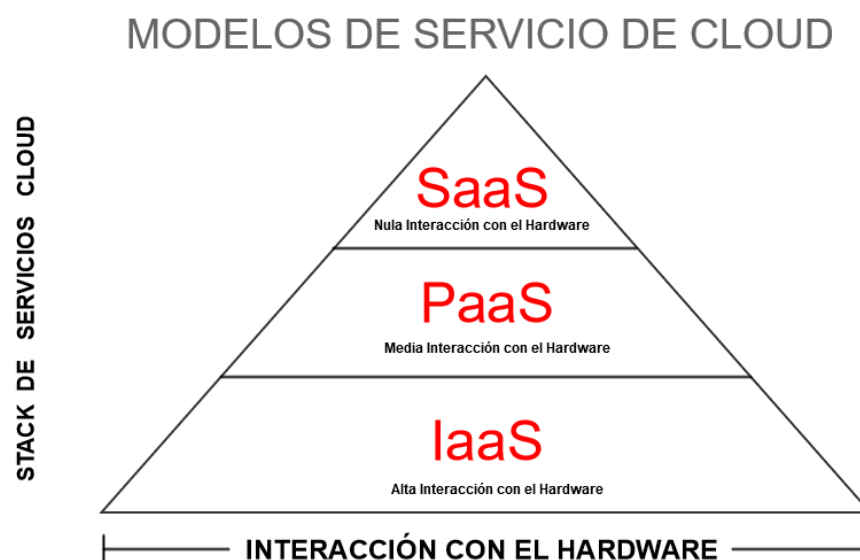 MODELOS DE SERVICIO DE CLOUD
STACK DE SERVICIOS CLOUD
SaaS
Nula Interacción con el Hardware
PaaS
Media Interacción con el Hardware
IaaS
Alta Interacción con el Hardware
INTERACCIÓN CON EL HARDWARE